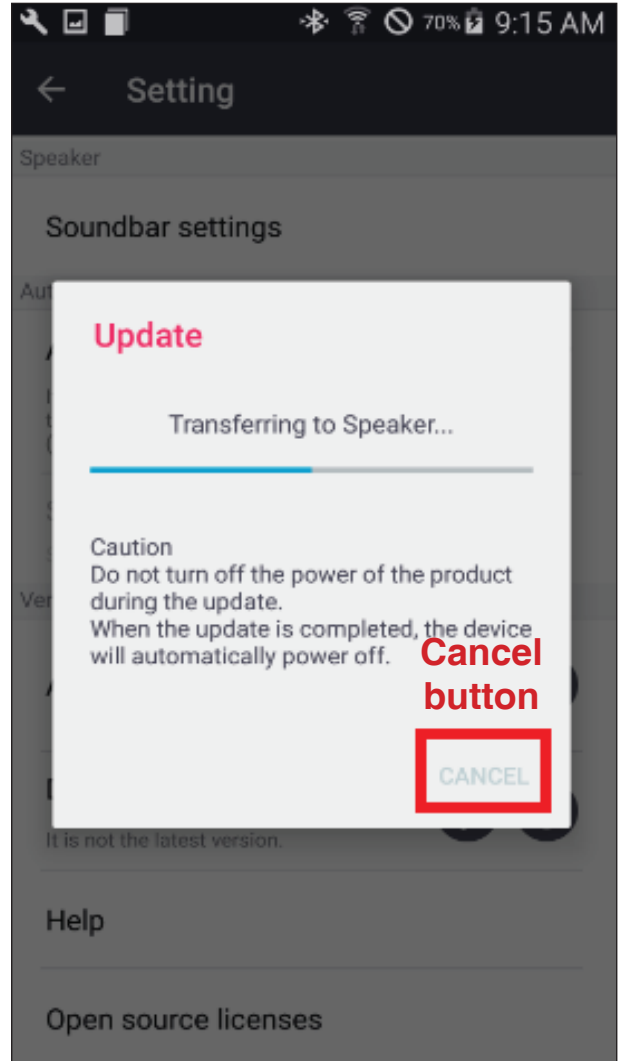 70% 9:15 AM
Setting
Speaker
Soundbar settings
Aut
Update
Transferring to Speaker...
Caution
Do not turn off the power of the product
during the update.
Ver
When the update is completed, the device
will automatically power off.
Cancel
button
CANCEL
It is not the latest version.
Help
Open source licenses